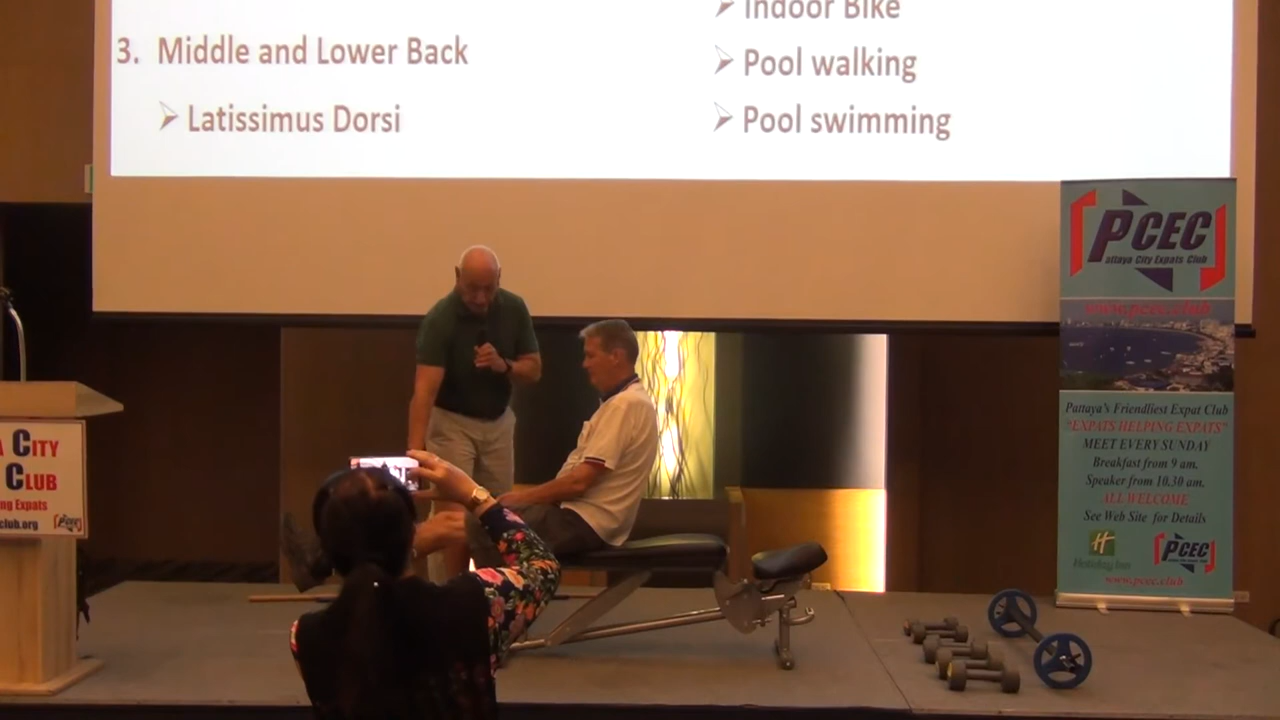 3. Middle and Lower Back
➢ Latissimus Dorsi
➢ Indoor Bike
➢ Pool walking
➢ Pool swimming
PCEC
attaya City Expats Club
www.pcec.club
Pattaya's Friendliest Expat Club
"EXPATS HELPING EXPATS"
MEET EVERY SUNDAY
Breakfast from 9 am.
Speaker from 10.30 am.
ALL WELCOME
See Web Site for Details
H
Holiday Inn
PCEC
www.pcec.club
A CITY
CLUB
ng Expats
club.org
PCEC